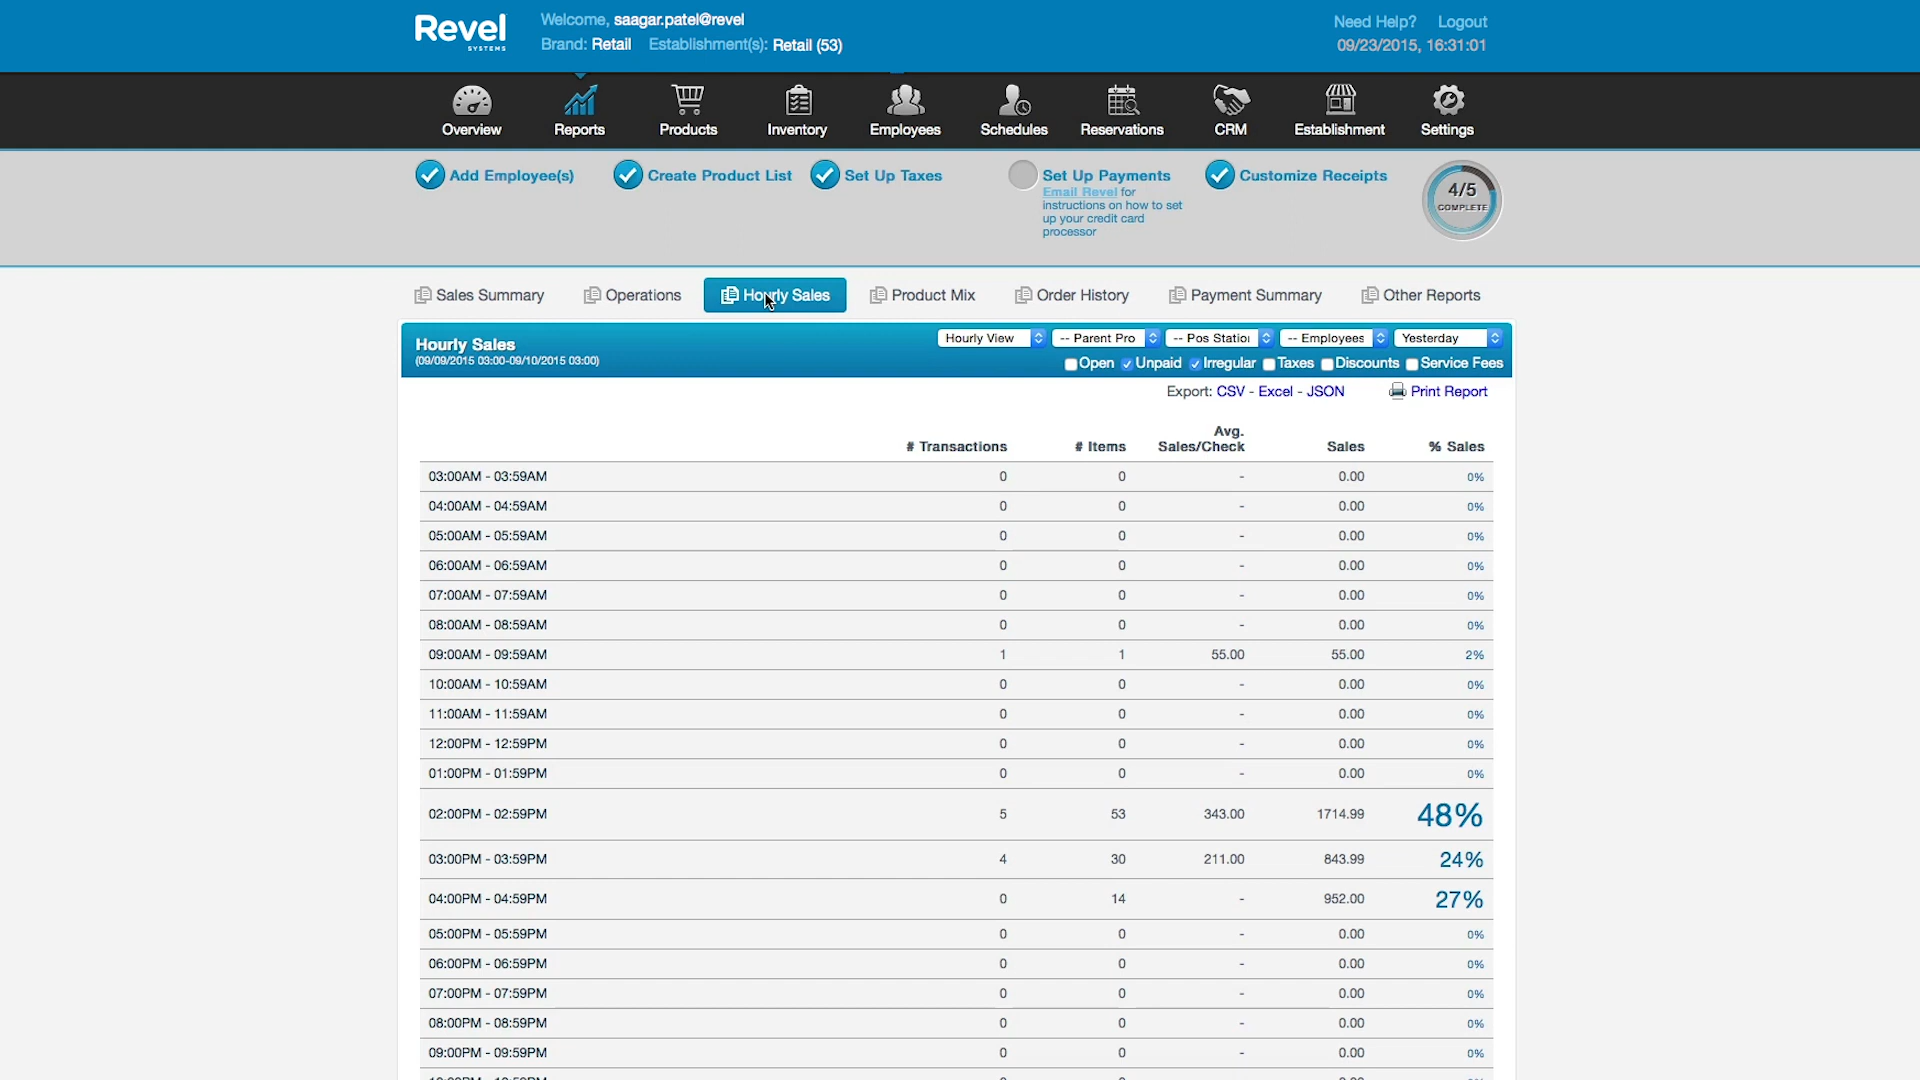 Revel
SYSTEMS
Welcome, saagar.patel@revel
Brand: Retail Establishment(s): Retail (53)
Need Help? Logout
09/23/2015, 16:31:01
Overview Reports Products Inventory Employees Schedules Reservations CRM Establishment Settings
Add Employee(s) Create Product List Set Up Taxes Set Up Payments Customize Receipts
Email Revel for
instructions on how to set
up your credit card
processor
4/5
COMPLETE
Sales Summary Operations Hourly Sales Product Mix Order History Payment Summary Other Reports
Hourly Sales
(09/09/2015 03:00-09/10/2015 03:00)
Hourly View -- Parent Pro -- Pos Station -- Employees Yesterday
Open Unpaid Irregular Taxes Discounts Service Fees
Export: CSV - Excel - JSON Print Report
# Transactions # Items Avg. Sales/Check Sales % Sales
03:00AM - 03:59AM 0 0 - 0.00 0%
04:00AM - 04:59AM 0 0 - 0.00 0%
05:00AM - 05:59AM 0 0 - 0.00 0%
06:00AM - 06:59AM 0 0 - 0.00 0%
07:00AM - 07:59AM 0 0 - 0.00 0%
08:00AM - 08:59AM 0 0 - 0.00 0%
09:00AM - 09:59AM 1 1 55.00 55.00 2%
10:00AM - 10:59AM 0 0 - 0.00 0%
11:00AM - 11:59AM 0 0 - 0.00 0%
12:00PM - 12:59PM 0 0 - 0.00 0%
01:00PM - 01:59PM 0 0 - 0.00 0%
02:00PM - 02:59PM 5 53 343.00 1714.99 48%
03:00PM - 03:59PM 4 30 211.00 843.99 24%
04:00PM - 04:59PM 0 14 - 952.00 27%
05:00PM - 05:59PM 0 0 - 0.00 0%
06:00PM - 06:59PM 0 0 - 0.00 0%
07:00PM - 07:59PM 0 0 - 0.00 0%
08:00PM - 08:59PM 0 0 - 0.00 0%
09:00PM - 09:59PM 0 0 - 0.00 0%